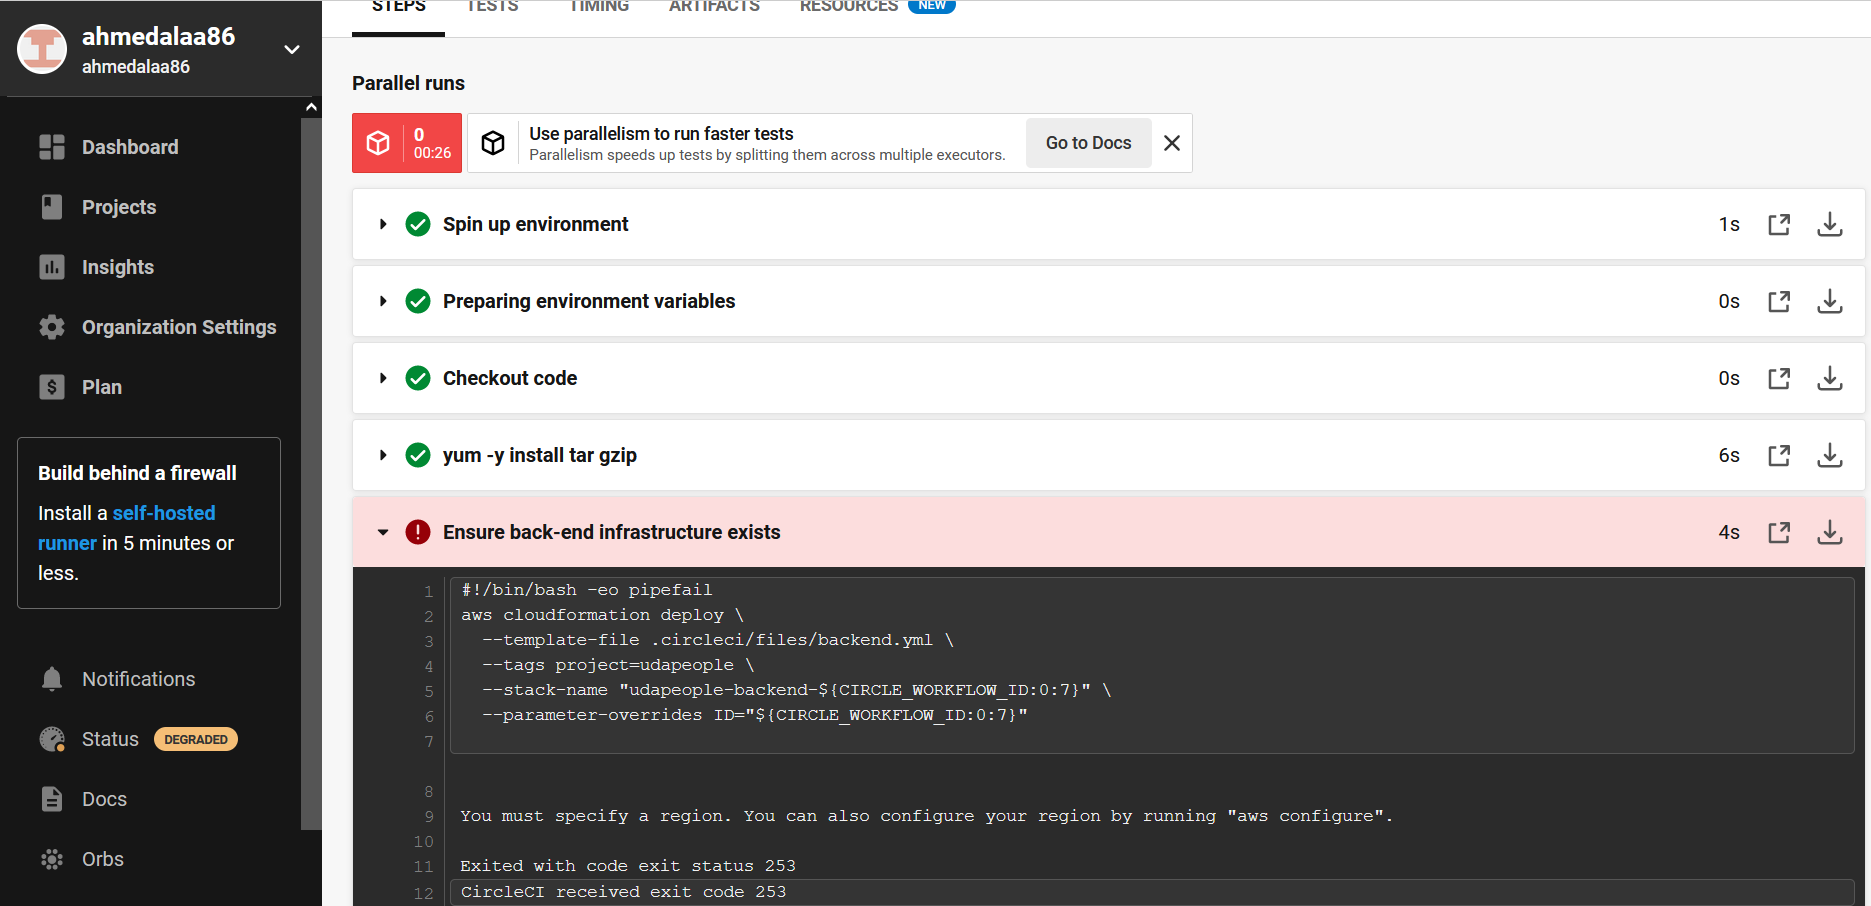 ahmedalaa86
ahmedalaa86
Dashboard
Projects
Insights
Organization Settings
Plan
Build behind a firewall
Install a self-hosted
runner in 5 minutes or
less.
Notifications
Status DEGRADED
Docs
Orbs
STEPS TESTS TIMING ARTIFACTS RESOURCES NEW
Parallel runs
0
00:26
Use parallelism to run faster tests
Parallelism speeds up tests by splitting them across multiple executors.
Go to Docs
Spin up environment 1s
Preparing environment variables 0s
Checkout code 0s
yum -y install tar gzip 6s
Ensure back-end infrastructure exists 4s
1 #!/bin/bash -eo pipefail
2 aws cloudformation deploy \
3 --template-file .circleci/files/backend.yml \
4 --tags project=udapeople \
5 --stack-name "udapeople-backend-${CIRCLE_WORKFLOW_ID:0:7}" \
6 --parameter-overrides ID="${CIRCLE_WORKFLOW_ID:0:7}"
7
8
9 You must specify a region. You can also configure your region by running "aws configure".
10
11 Exited with code exit status 253
12 CircleCI received exit code 253